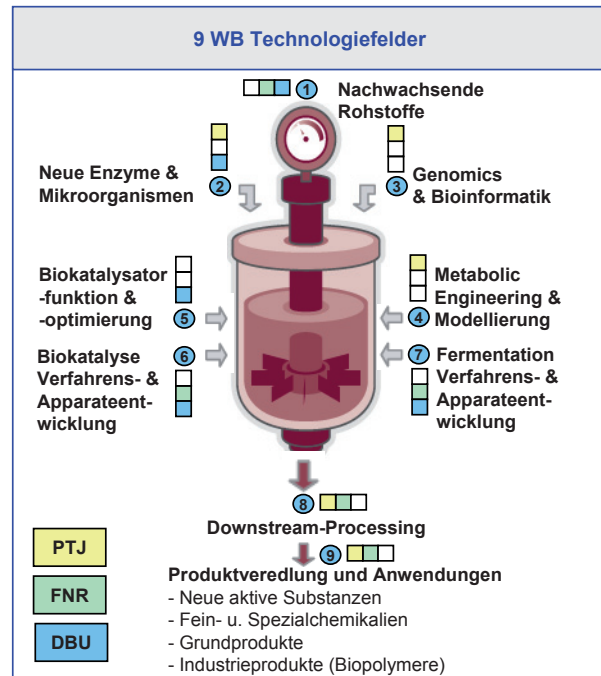 9 WB Technologiefelder
1
Nachwachsende
Rohstoffe
Neue Enzyme &
Mikroorganismen
2
3
Genomics
& Bioinformatik
Biokatalysator
-funktion &
-optimierung
5
Metabolic
Engineering &
Modellierung
4
6
Biokatalyse
Verfahrens- &
Apparateent-
wicklung
7
Fermentation
Verfahrens- &
Apparateent-
wicklung
8
Downstream-Processing
9
Produktveredlung und Anwendungen
- Neue aktive Substanzen
- Fein- u. Spezialchemikalien
- Grundprodukte
- Industrieprodukte (Biopolymere)
PTJ
FNR
DBU